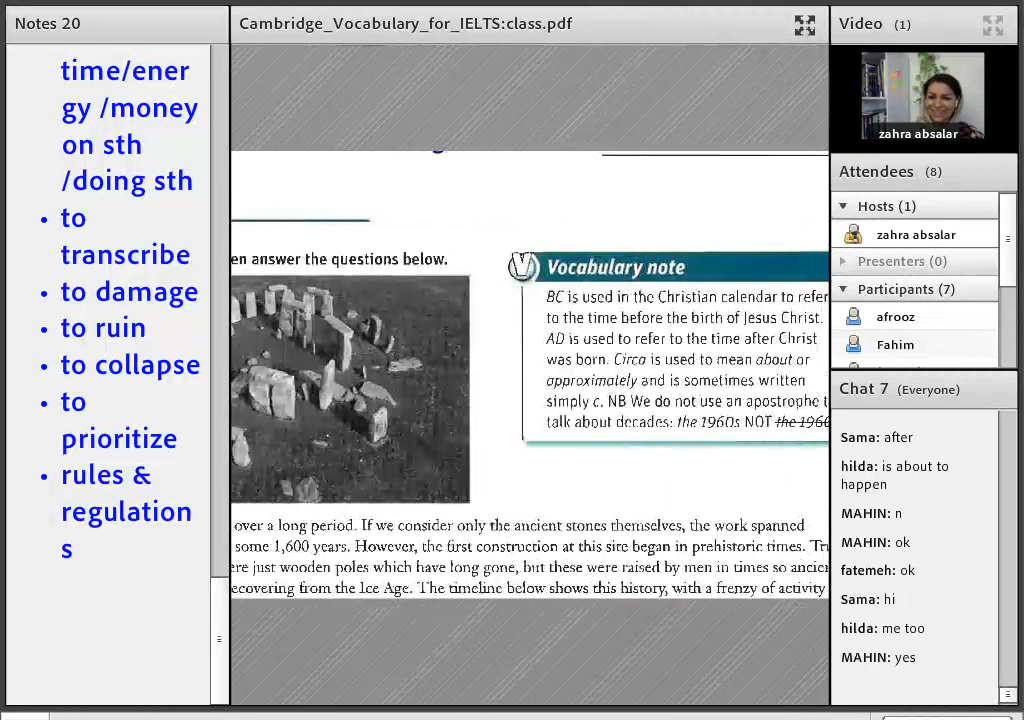 Notes 20
time/ener
gy /money
on sth
/doing sth
• to
transcribe
• to damage
• to ruin
• to collapse
• to
prioritize
• rules &
regulation
s
Cambridge_Vocabulary_for_IELTS:class.pdf
en answer the questions below.
Vocabulary note
BC is used in the Christian calendar to refer
to the time before the birth of Jesus Christ.
AD is used to refer to the time after Christ
was born. Circa is used to mean about or
approximately and is sometimes written
simply c. NB We do not use an apostrophe t
talk about decades: the 1960s NOT the 1960
over a long period. If we consider only the ancient stones themselves, the work spanned
some 1,600 years. However, the first construction at this site began in prehistoric times. Tru
ere just wooden poles which have long gone, but these were raised by men in times so ancien
ecovering from the Ice Age. The timeline below shows this history, with a frenzy of activity
Video (1)
zahra absalar
Attendees (8)
Hosts (1)
zahra absalar
Presenters (0)
Participants (7)
afrooz
Fahim
Chat 7 (Everyone)
Sama: after
hilda: is about to
happen
MAHIN: n
MAHIN: ok
fatemeh: ok
Sama: hi
hilda: me too
MAHIN: yes